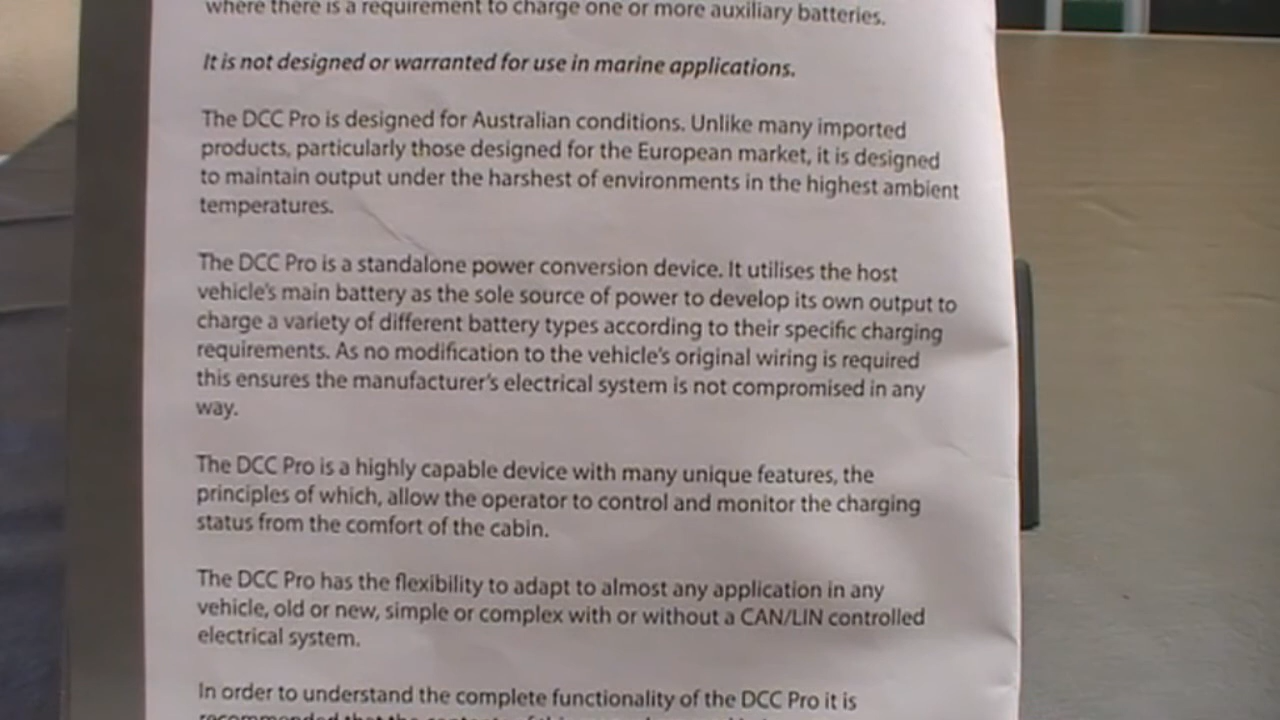 where there is a requirement to charge one or more auxiliary batteries.
It is not designed or warranted for use in marine applications.
The DCC Pro is designed for Australian conditions. Unlike many imported
products, particularly those designed for the European market, it is designed
to maintain output under the harshest of environments in the highest ambient
temperatures.
The DCC Pro is a standalone power conversion device. It utilises the host
vehicle's main battery as the sole source of power to develop its own output to
charge a variety of different battery types according to their specific charging
requirements. As no modification to the vehicle's original wiring is required
this ensures the manufacturer's electrical system is not compromised in any
way.
The DCC Pro is a highly capable device with many unique features, the
principles of which, allow the operator to control and monitor the charging
status from the comfort of the cabin.
The DCC Pro has the flexibility to adapt to almost any application in any
vehicle, old or new, simple or complex with or without a CAN/LIN controlled
electrical system.
In order to understand the complete functionality of the DCC Pro it is
recommended that the contents of this